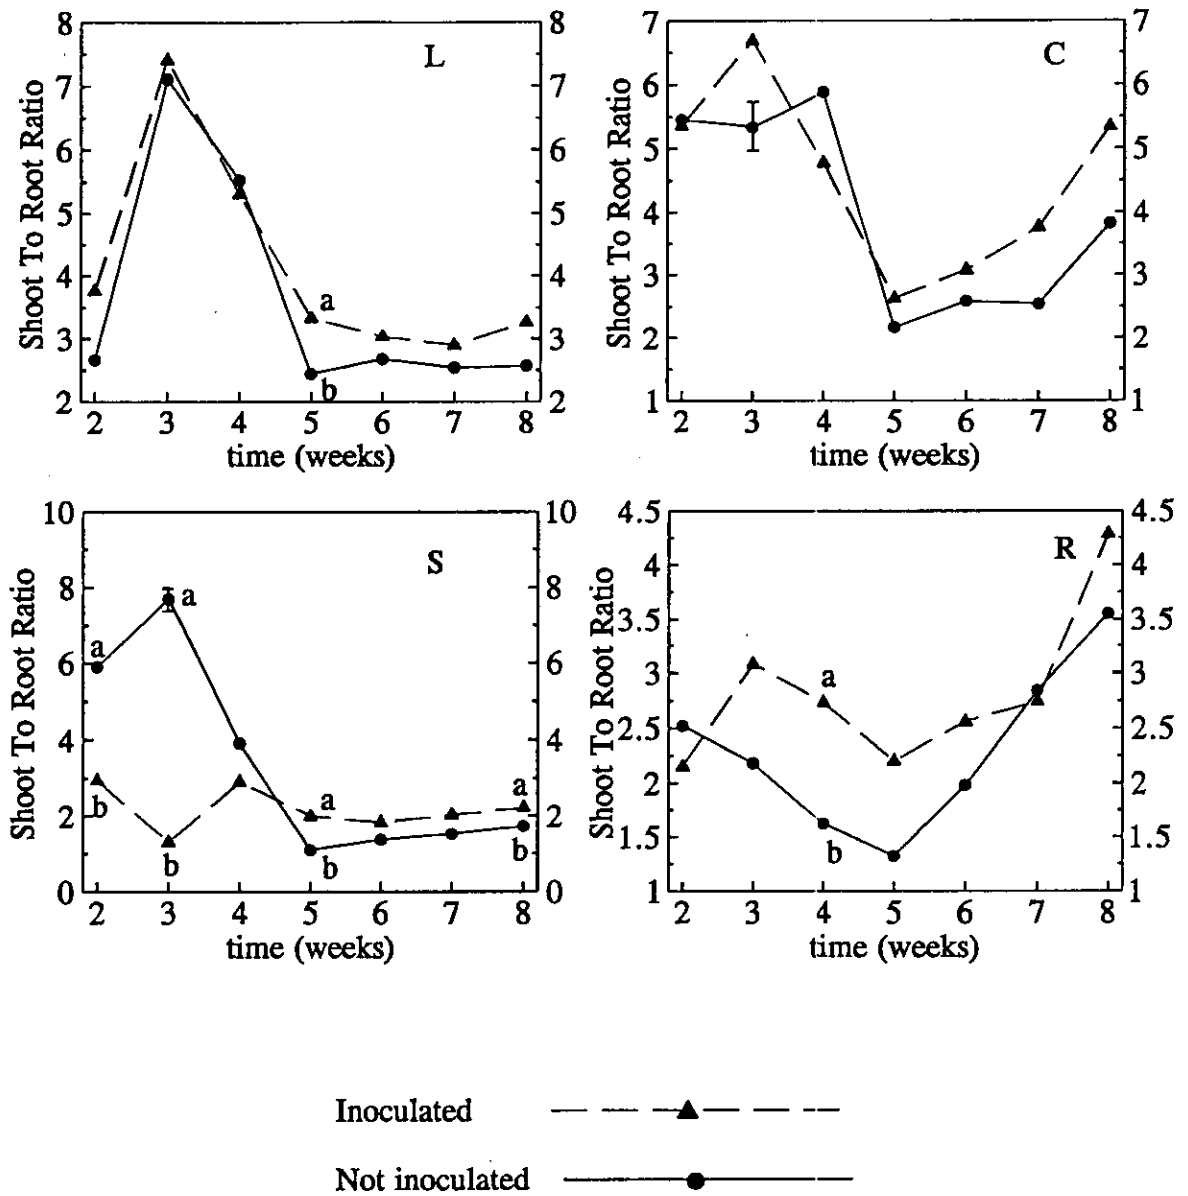 L
Shoot To Root Ratio
8
7
6
5
4
3
2
8
7
6
5
4
3
2
a
b
2 3 4 5 6 7 8
time (weeks)
C
Shoot To Root Ratio
7
6
5
4
3
2
1
7
6
5
4
3
2
1
2 3 4 5 6 7 8
time (weeks)
S
Shoot To Root Ratio
10
8
6
4
2
0
10
8
6
4
2
0
a
a
b
b
a
b
a
b
2 3 4 5 6 7 8
time (weeks)
R
Shoot To Root Ratio
4.5
4
3.5
3
2.5
2
1.5
1
4.5
4
3.5
3
2.5
2
1.5
1
a
b
2 3 4 5 6 7 8
time (weeks)
Inoculated
Not inoculated